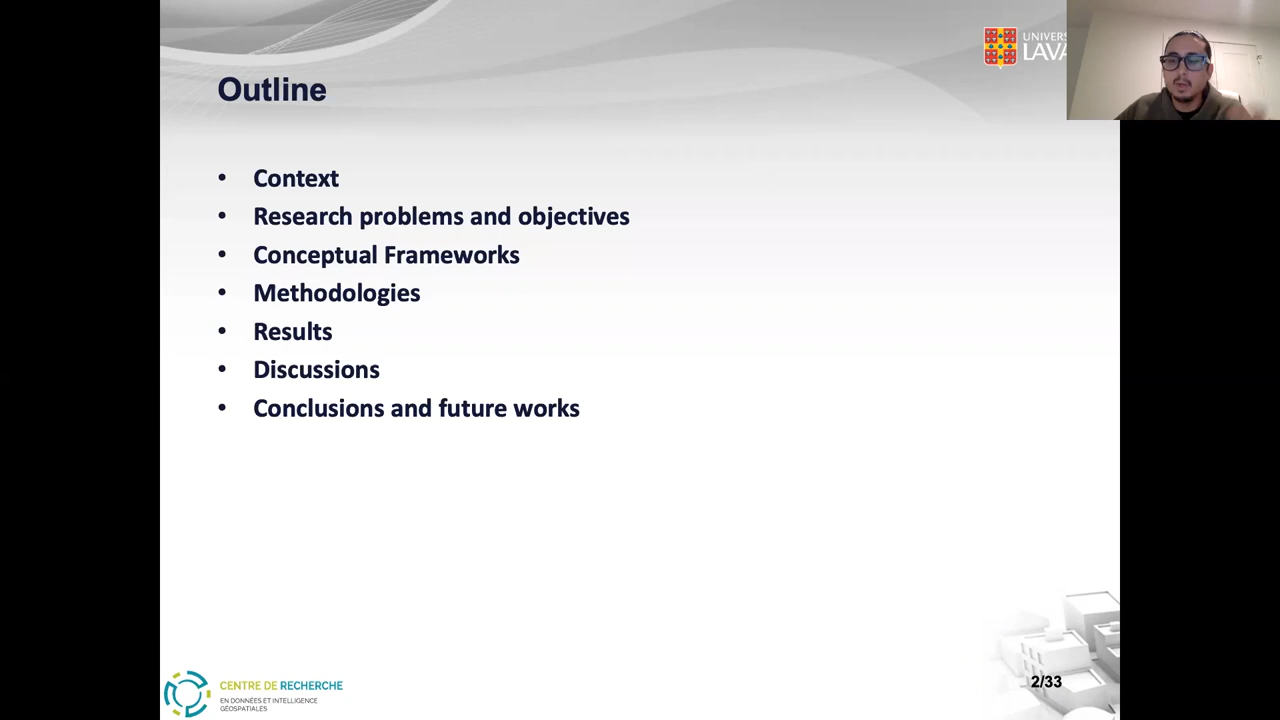 UNIVERS
LAVA
Outline
• Context
• Research problems and objectives
• Conceptual Frameworks
• Methodologies
• Results
• Discussions
• Conclusions and future works
CENTRE DE RECHERCHE
EN DONNÉES ET INTELLIGENCE
GÉOSPATIALES
2/33